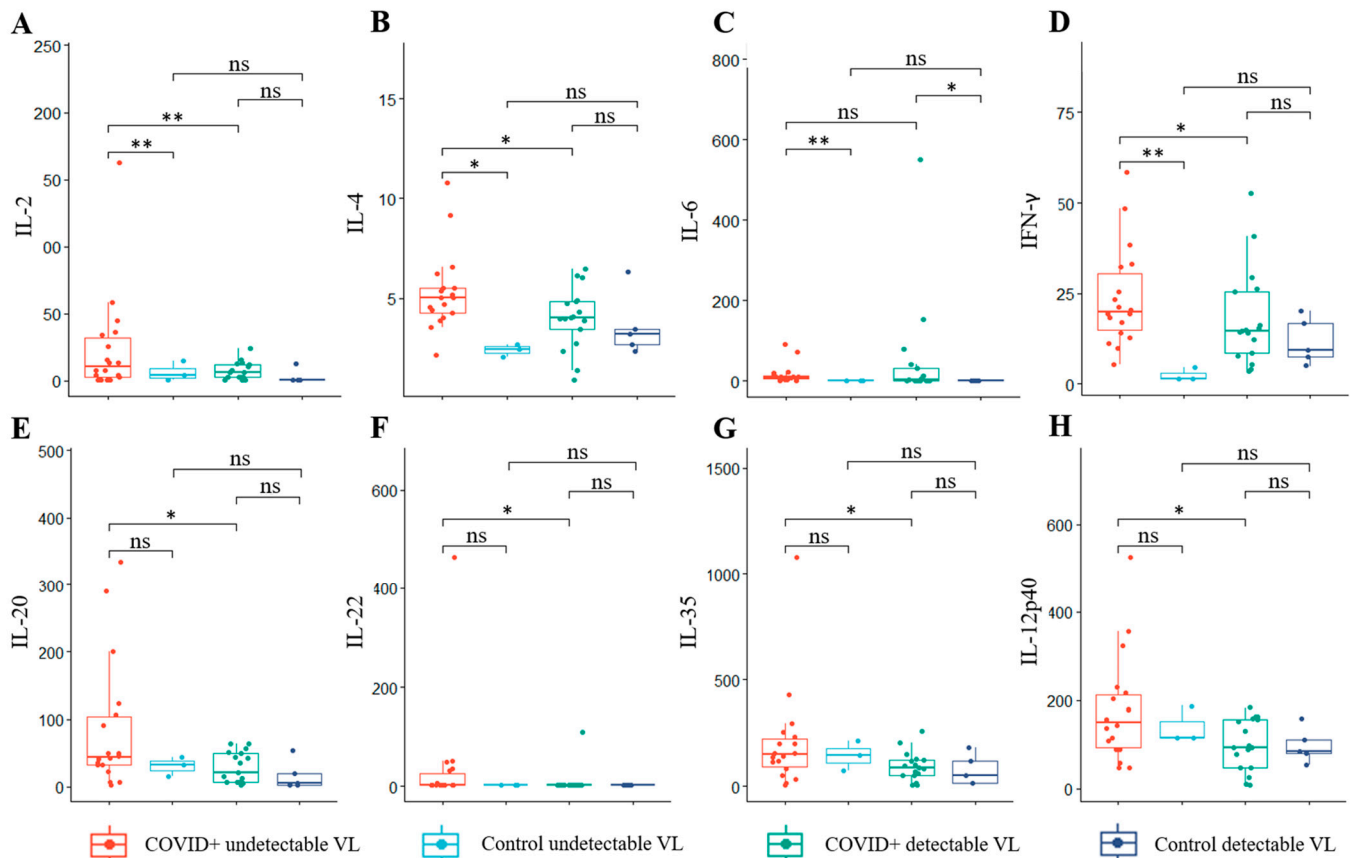 A
250
200
50
00
50
0
IL-2
ns
ns
**
**
B
15
10
5
IL-4
ns
ns
*
*
C
800
600
400
200
0
IL-6
ns
*
ns
**
D
75
50
25
0
IFN-γ
ns
ns
*
**
E
500
400
300
200
100
0
IL-20
ns
ns
*
ns
F
600
400
200
0
IL-22
ns
ns
*
ns
G
1500
1000
500
0
IL-35
ns
ns
*
ns
H
600
400
200
0
IL-12p40
ns
ns
*
ns
COVID+ undetectable VL
Control undetectable VL
COVID+ detectable VL
Control detectable VL